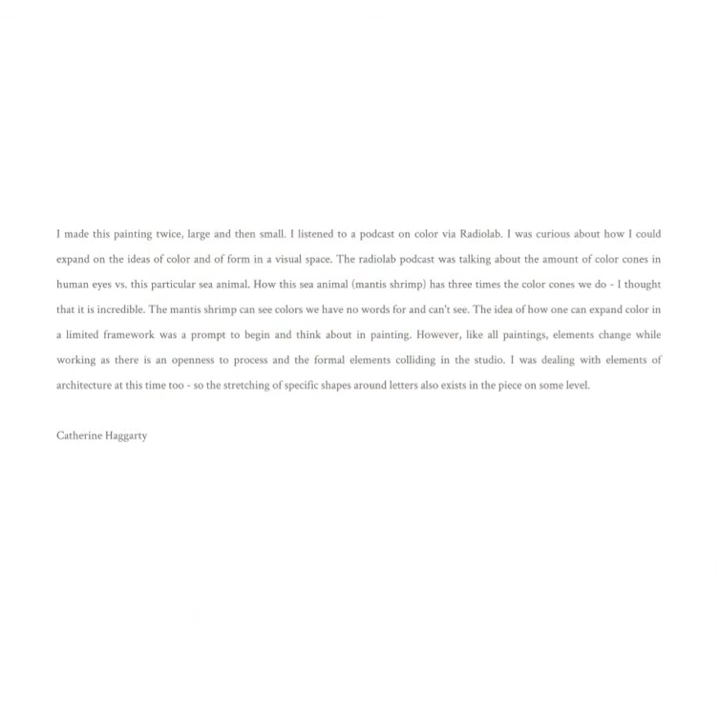 I made this painting twice, large and then small. I listened to a podcast on color via Radiolab. I was curious about how I could
expand on the ideas of color and of form in a visual space. The radiolab podcast was talking about the amount of color cones in
human eyes vs. this particular sea animal. How this sea animal (mantis shrimp) has three times the color cones we do - I thought
that it is incredible. The mantis shrimp can see colors we have no words for and can't see. The idea of how one can expand color in
a limited framework was a prompt to begin and think about in painting. However, like all paintings, elements change while
working as there is an openness to process and the formal elements colliding in the studio. I was dealing with elements of
architecture at this time too - so the stretching of specific shapes around letters also exists in the piece on some level.
Catherine Haggarty